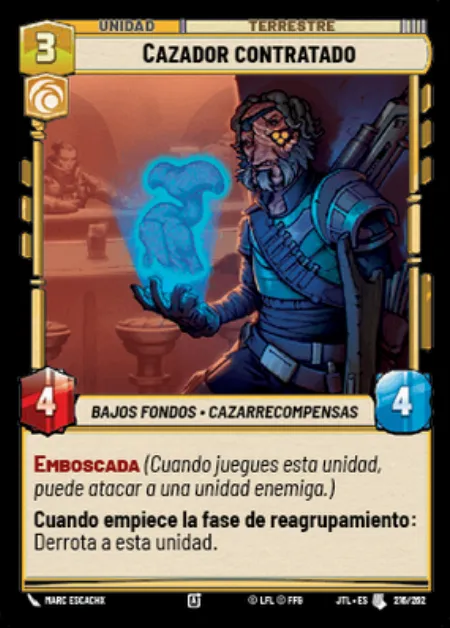 UNIDAD
TERRESTRE
3
CAZADOR CONTRATADO
4
4
BAJOS FONDOS • CAZARRECOMPENSAS
EMBOSCADA (Cuando juegues esta unidad,
puede atacar a una unidad enemiga.)
Cuando empiece la fase de reagrupamiento:
Derrota a esta unidad.
MARC ESCACHX
© LFL © FFG
JTL • ES
216/262